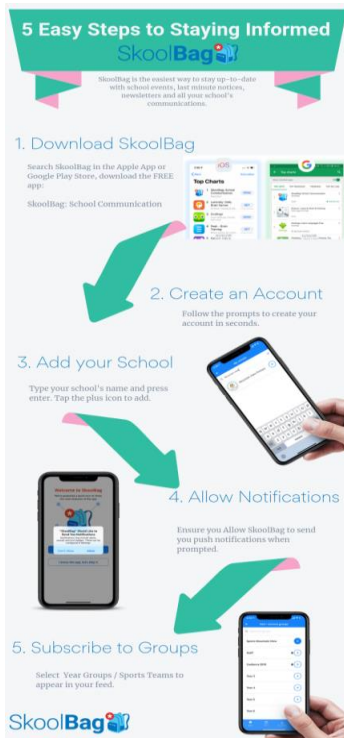 5 Easy Steps to Staying Informed
SkoolBag
SkoolBag is the easiest way to stay up-to-date
with school events, last minute notices,
newsletters and all your school's
communications.
1. Download SkoolBag
Search SkoolBag in the Apple App or
Google Play Store, download the FREE
app:
SkoolBag: School Communication
iOS
Top Charts
2. Create an Account
Follow the prompts to create your
account in seconds.
3. Add your School
Type your school's name and press
enter. Tap the plus icon to add.
Welcome to SkoolBag
4. Allow Notifications
Ensure you Allow SkoolBag to send
you push notifications when
prompted.
5. Subscribe to Groups
Select Year Groups / Sports Teams to
appear in your feed.
SkoolBag